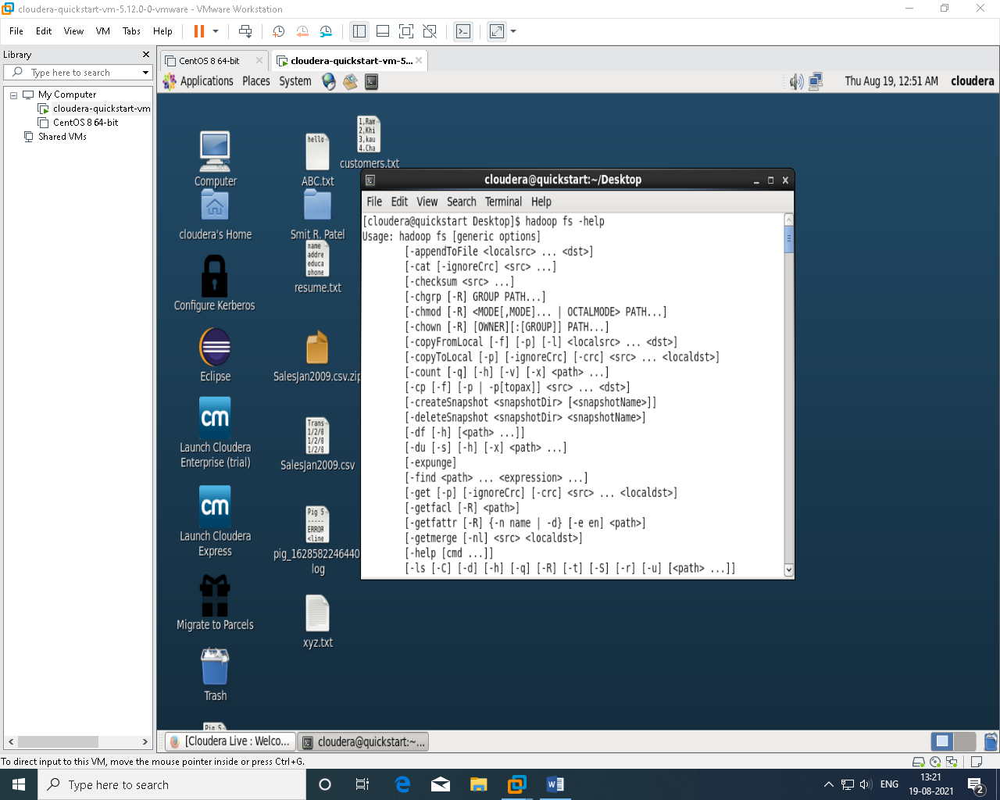 cloudera-quickstart-vm-5.12.0-0-vmware - VMware Workstation
File Edit View VM Tabs Help
Library
Type here to search
My Computer
cloudera-quickstart-vm
CentOS 8 64-bit
Shared VMs
CentOS 8 64-bit
cloudera-quickstart-vm-5...
Applications Places System
Thu Aug 19, 12:51 AM cloudera
Computer
cloudera's Home
Configure Kerberos
Eclipse
cm
Launch Cloudera
Enterprise (trial)
cm
Launch Cloudera
Express
Migrate to Parcels
Trash
Pig S
hello
ABC.txt
Smit R. Patel
name
addre
educa
phone
resume.txt
SalesJan2009.csv.zip
Trans
1/2/0
1/2/0
1/2/0
SalesJan2009.csv
Pig S
-----
ERROR
<line
pig_1628582246440
log
xyz.txt
1,Ram
2,Khi
3,kau
4.Cha
customers.txt
cloudera@quickstart:~/Desktop
File Edit View Search Terminal Help
[cloudera@quickstart Desktop]$ hadoop fs -help
Usage: hadoop fs [generic options]
[-appendToFile <localsrc> ... <dst>]
[-cat [-ignoreCrc] <src> ...]
[-checksum <src> ...]
[-chgrp [-R] GROUP PATH...]
[-chmod [-R] <MODE[,MODE]... | OCTALMODE> PATH...]
[-chown [-R] [OWNER][:[GROUP]] PATH...]
[-copyFromLocal [-f] [-p] [-l] <localsrc> ... <dst>]
[-copyToLocal [-p] [-ignoreCrc] [-crc] <src> ... <localdst>]
[-count [-q] [-h] [-v] [-x] <path> ...]
[-cp [-f] [-p | -p[topax]] <src> ... <dst>]
[-createSnapshot <snapshotDir> [<snapshotName>]]
[-deleteSnapshot <snapshotDir> <snapshotName>]
[-df [-h] [<path> ...]]
[-du [-s] [-h] [-x] <path> ...]
[-expunge]
[-find <path> ... <expression> ...]
[-get [-p] [-ignoreCrc] [-crc] <src> ... <localdst>]
[-getfacl [-R] <path>]
[-getfattr [-R] {-n name | -d} [-e en] <path>]
[-getmerge [-nl] <src> <localdst>]
[-help [cmd ...]]
[-ls [-C] [-d] [-h] [-q] [-R] [-t] [-S] [-r] [-u] [<path> ...]]
[Cloudera Live : Welco...
cloudera@quickstart:~...
To direct input to this VM, move the mouse pointer inside or press Ctrl+G.
Type here to search
ENG
13:21
19-08-2021
2